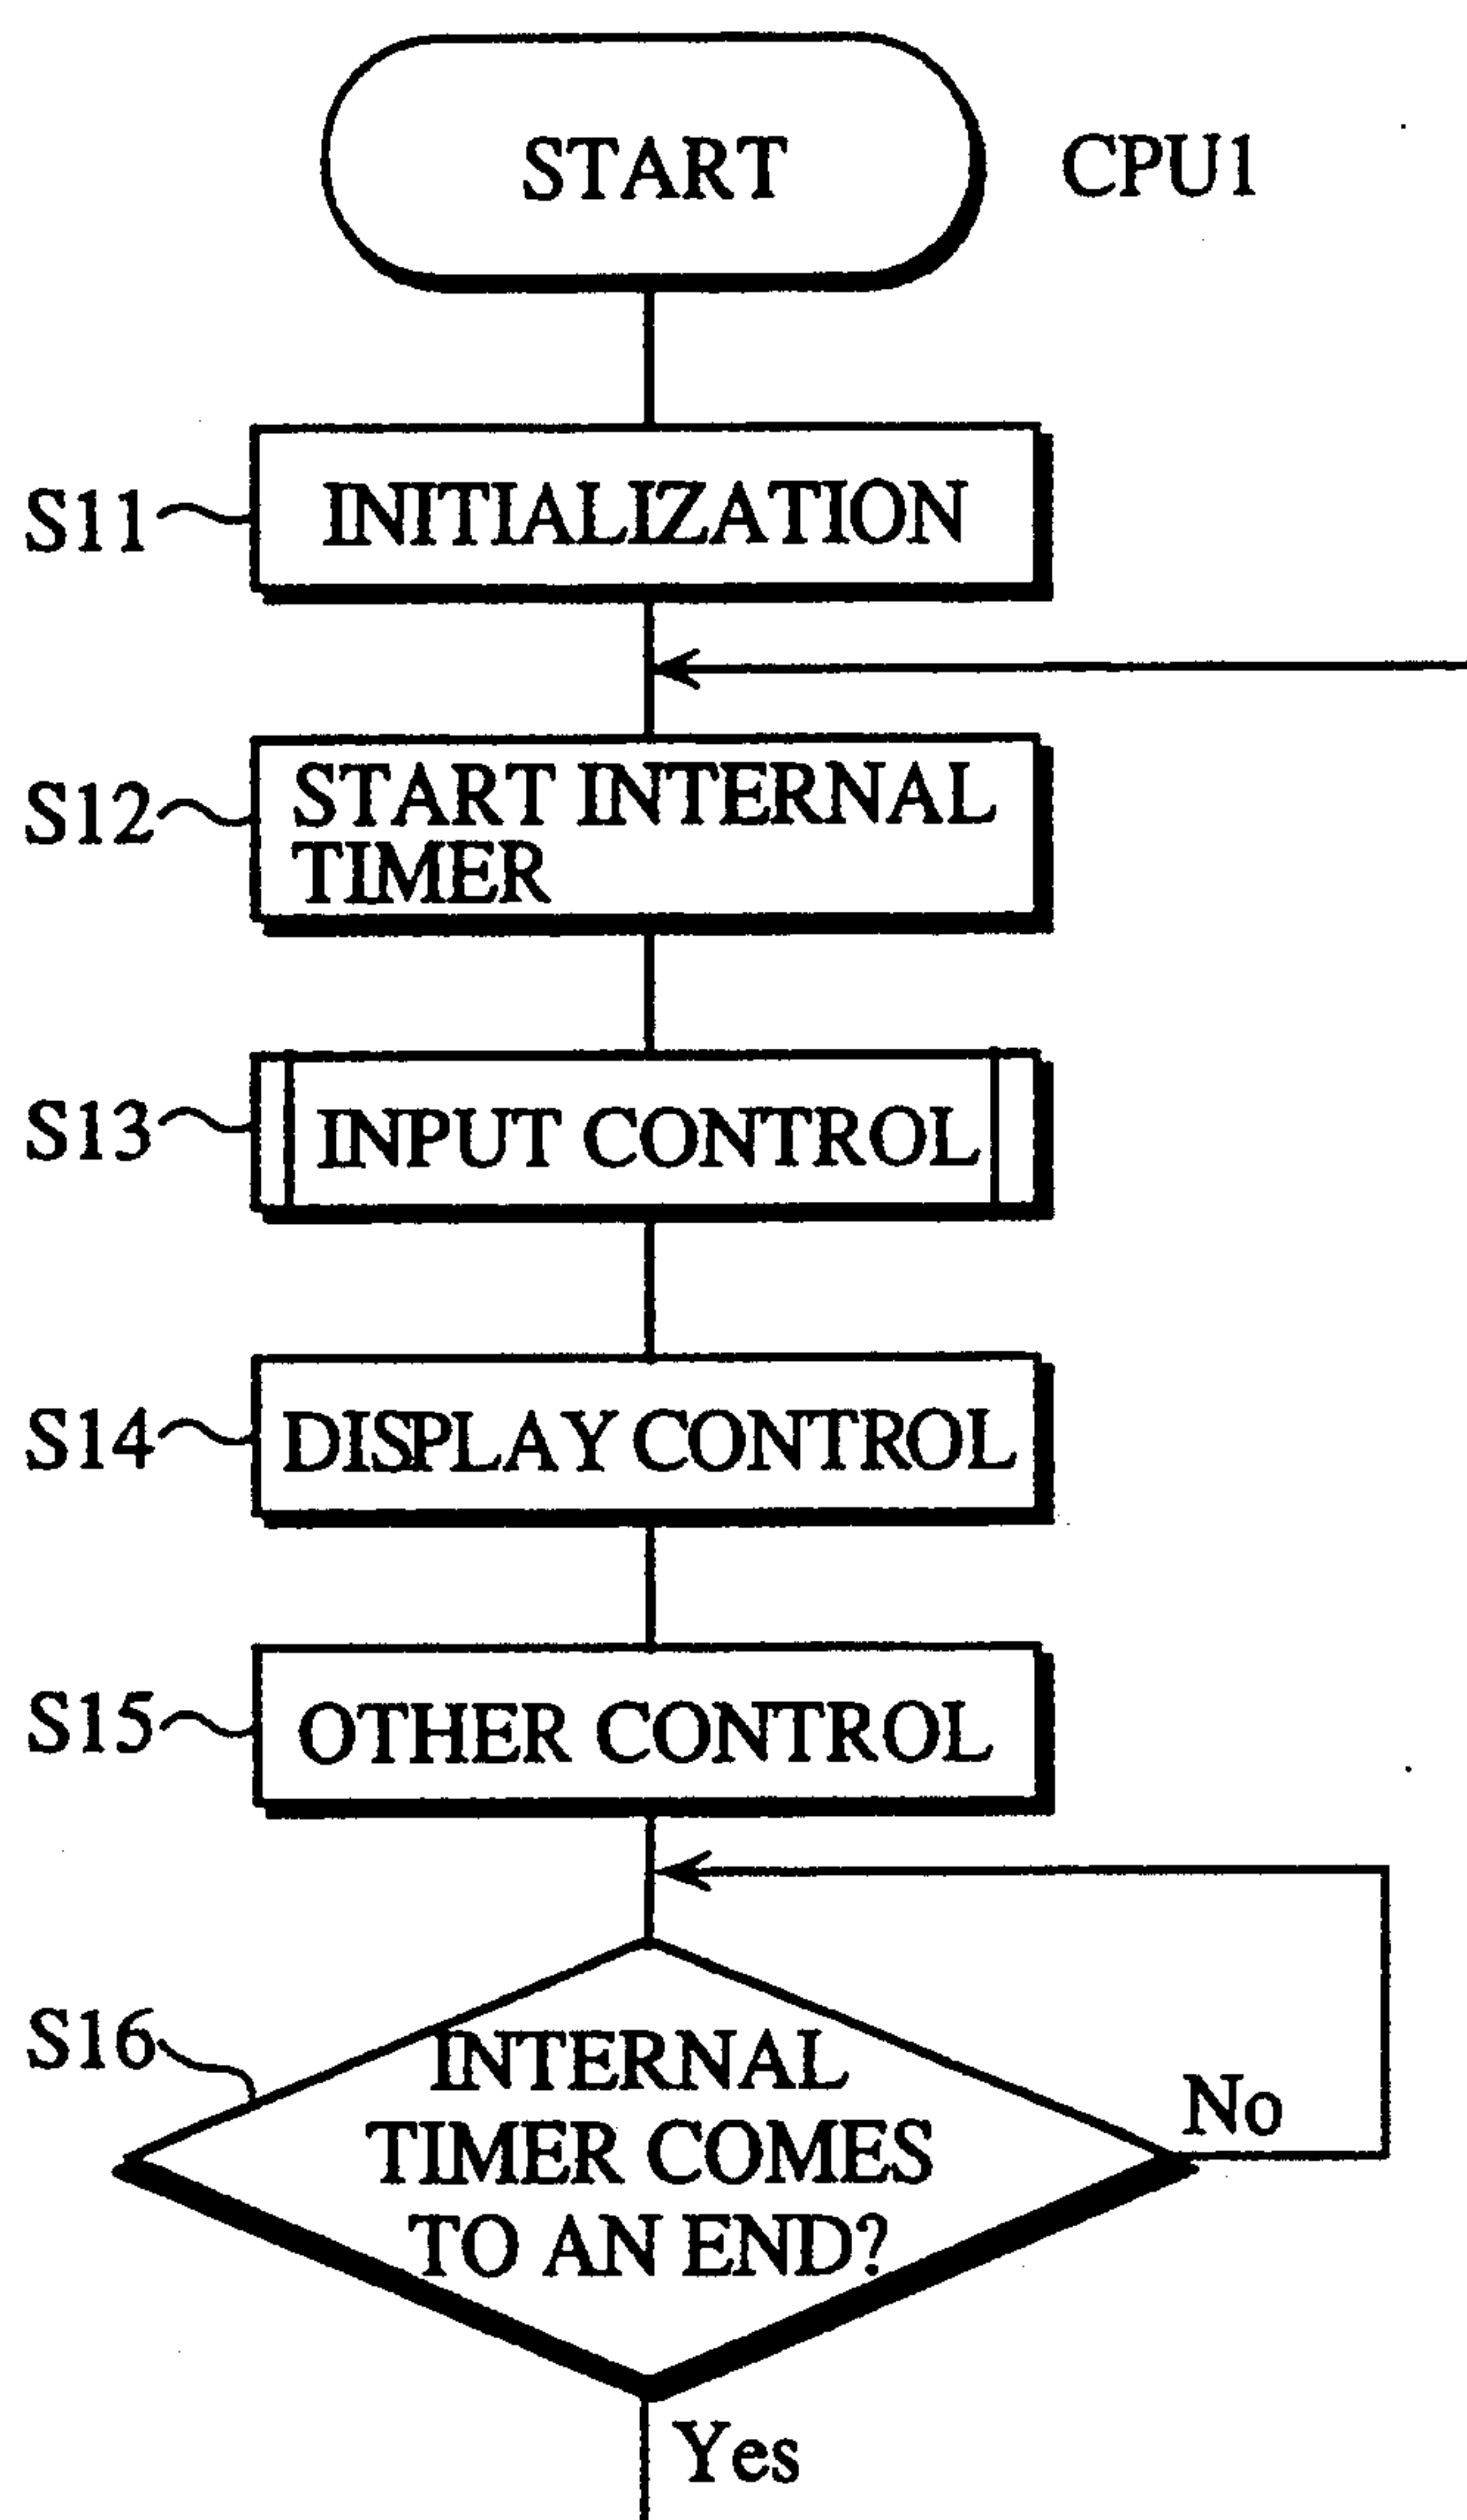 START
CPU1
S11
INITIALIZATION
S12
START INTERNAL
TIMER
S13
INPUT CONTROL
S14
DISPLAY CONTROL
S15
OTHER CONTROL
S16
INTERNAL
TIMER COMES
TO AN END?
No
Yes